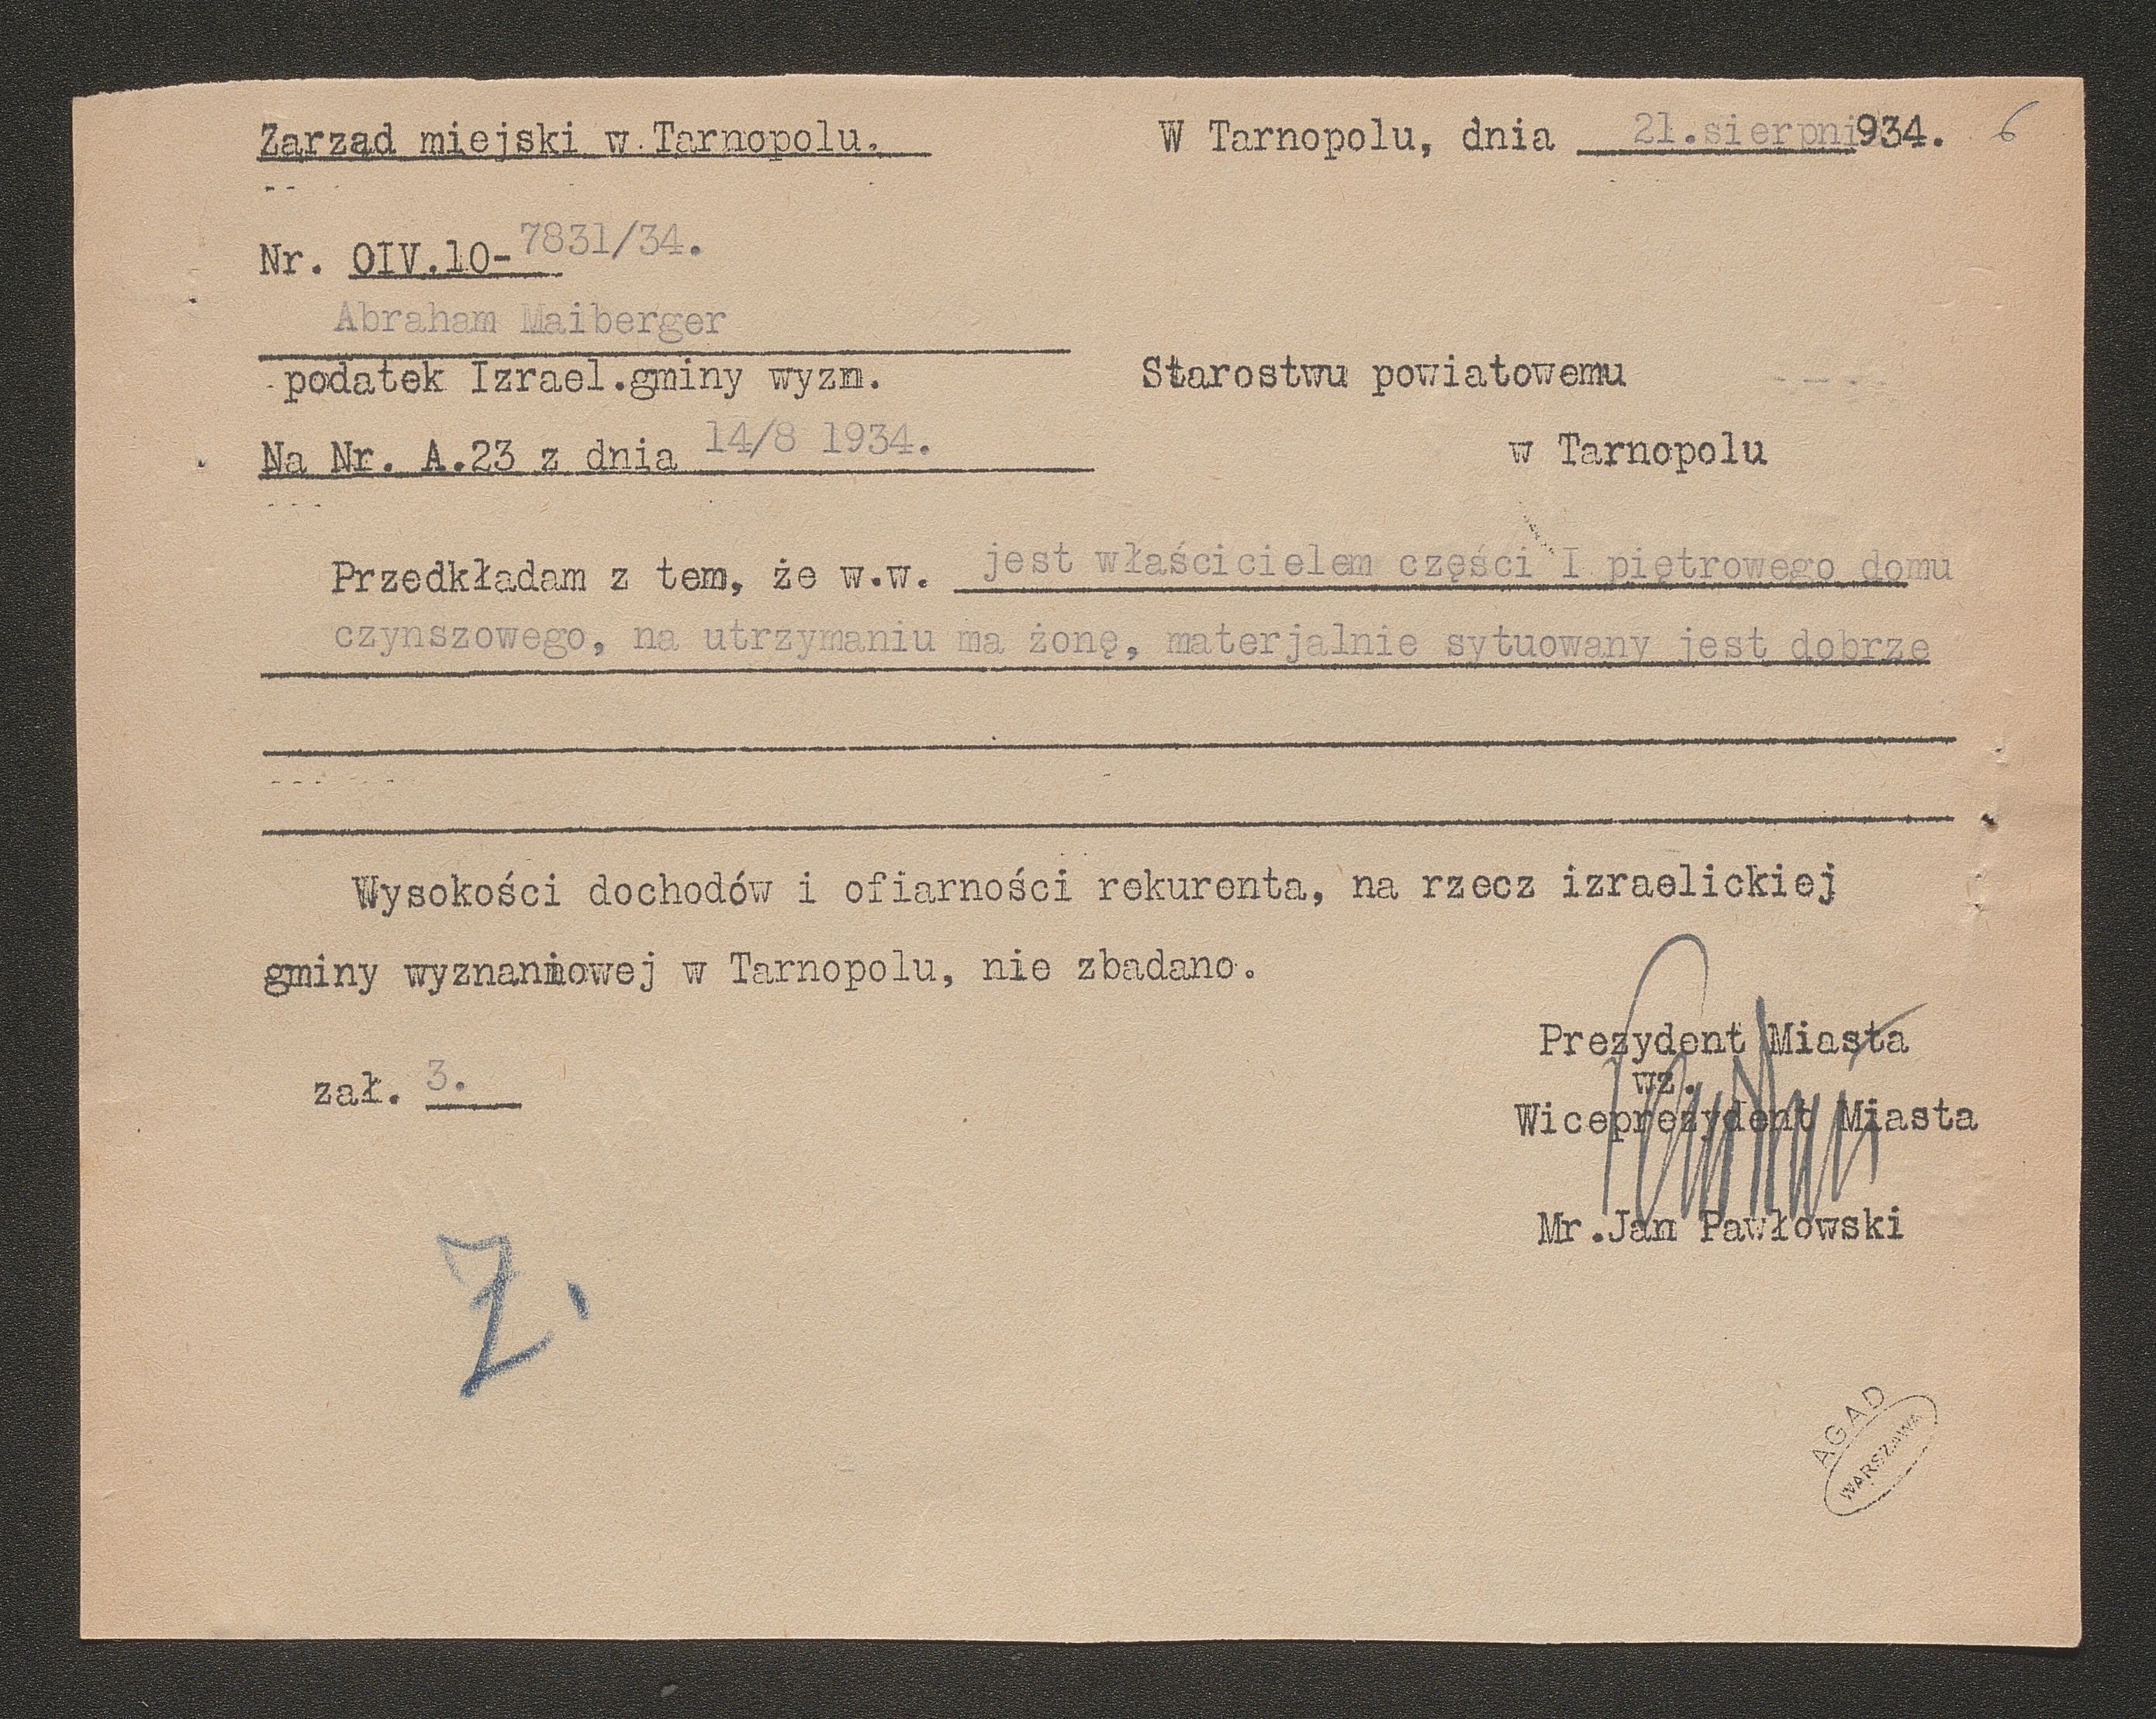 Zarząd miejski w Tarnopolu.
W Tarnopolu, dnia 21.sierpni934.
6
Nr. OIV.10-7831/34.
Abraham Maiberger
podatek Izrael.gminy wyzn.
Starostwu powiatowemu
Na Nr. A.23 z dnia 14/8 1934.
w Tarnopolu
Przedkładam z tem, że w.w. jest właścicielem części I piętrowego domu
czynszowego, na utrzymaniu ma żonę, materjalnie sytuowany jest dobrze
Wysokości dochodów i ofiarności rekurenta, na rzecz izraelickiej
gminy wyznaniowej w Tarnopolu, nie zbadano.
Prezydent Miasta
wz.
zał. 3.
Wiceprezydent Miasta
Mr.Jan Pawłowski
AGAD
WARSZAWA